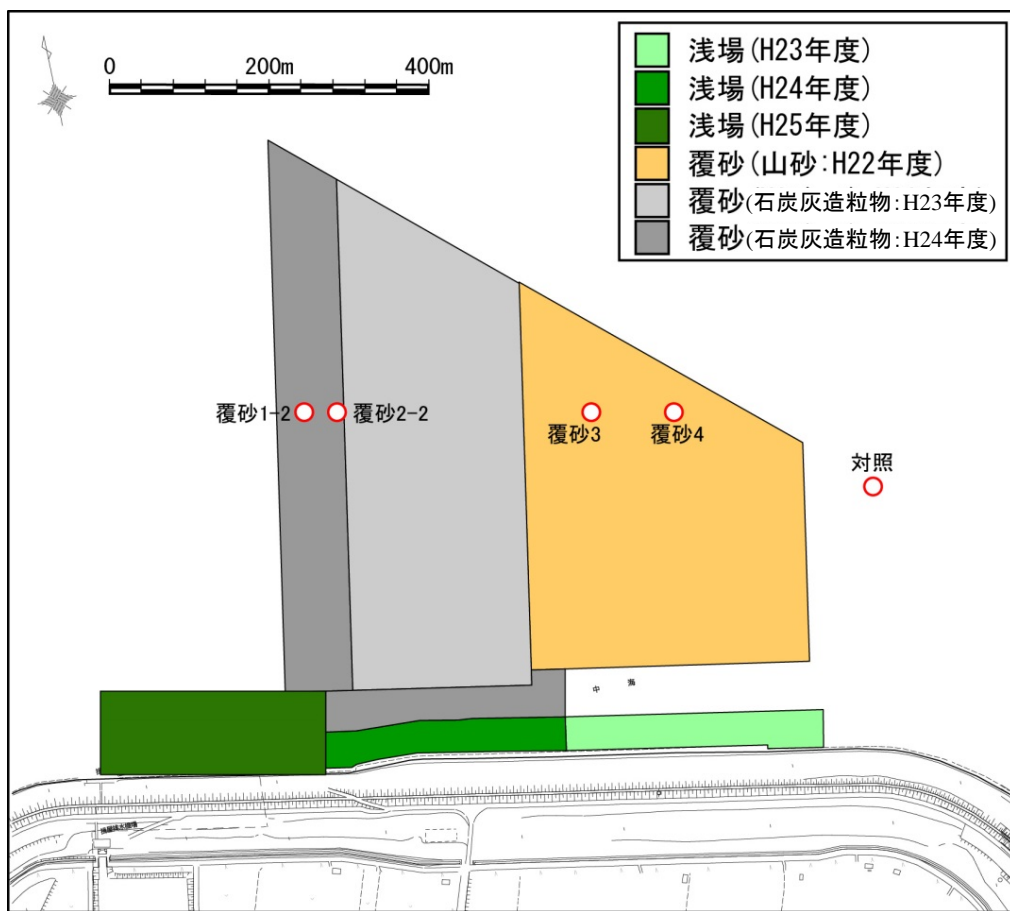 0 200m 400m
浅場(H23年度)
浅場(H24年度)
浅場(H25年度)
覆砂(山砂:H22年度)
覆砂(石炭灰造粒物:H23年度)
覆砂(石炭灰造粒物:H24年度)
覆砂1-2
覆砂2-2
覆砂3
覆砂4
対照
中 海